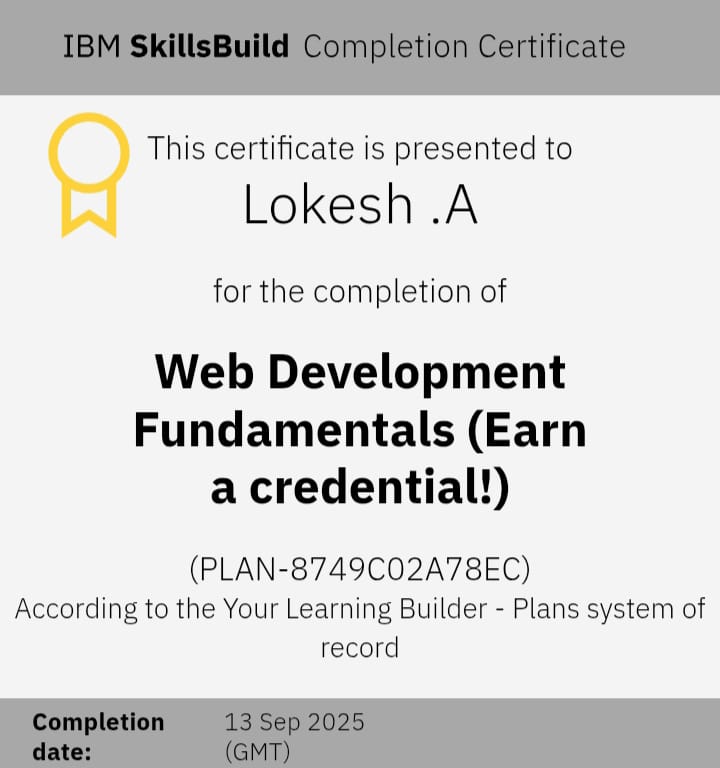 IBM SkillsBuild Completion Certificate
This certificate is presented to
Lokesh .A
for the completion of
Web Development
Fundamentals (Earn
a credential!)
(PLAN-8749C02A78EC)
According to the Your Learning Builder - Plans system of
record
Completion 13 Sep 2025
date: (GMT)